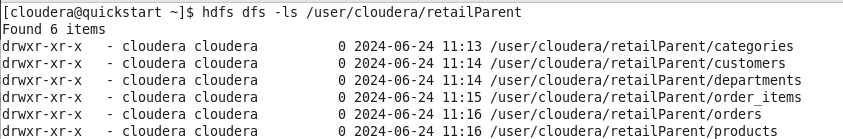 [cloudera@quickstart ~]$ hdfs dfs -ls /user/cloudera/retailParent
Found 6 items
drwxr-xr-x   - cloudera cloudera          0 2024-06-24 11:13 /user/cloudera/retailParent/categories
drwxr-xr-x   - cloudera cloudera          0 2024-06-24 11:14 /user/cloudera/retailParent/customers
drwxr-xr-x   - cloudera cloudera          0 2024-06-24 11:14 /user/cloudera/retailParent/departments
drwxr-xr-x   - cloudera cloudera          0 2024-06-24 11:15 /user/cloudera/retailParent/order_items
drwxr-xr-x   - cloudera cloudera          0 2024-06-24 11:16 /user/cloudera/retailParent/orders
drwxr-xr-x   - cloudera cloudera          0 2024-06-24 11:16 /user/cloudera/retailParent/products